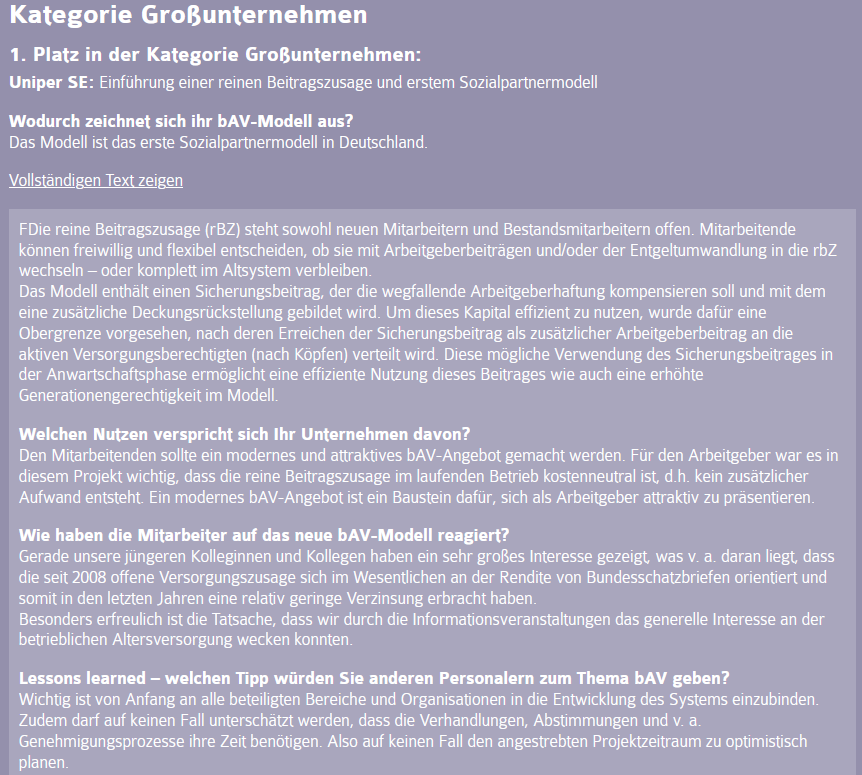 Kategorie Großunternehmen
1. Platz in der Kategorie Großunternehmen:
Uniper SE: Einführung einer reinen Beitragszusage und erstem Sozialpartnermodell
Wodurch zeichnet sich ihr bAV-Modell aus?
Das Modell ist das erste Sozialpartnermodell in Deutschland.
Vollständigen Text zeigen
FDie reine Beitragszusage (rBZ) steht sowohl neuen Mitarbeitern und Bestandsmitarbeitern offen. Mitarbeitende
können freiwillig und flexibel entscheiden, ob sie mit Arbeitgeberbeiträgen und/oder der Entgeltumwandlung in die rbZ
wechseln – oder komplett im Altsystem verbleiben.
Das Modell enthält einen Sicherungsbeitrag, der die wegfallende Arbeitgeberhaftung kompensieren soll und mit dem
eine zusätzliche Deckungsrückstellung gebildet wird. Um dieses Kapital effizient zu nutzen, wurde dafür eine
Obergrenze vorgesehen, nach deren Erreichen der Sicherungsbeitrag als zusätzlicher Arbeitgeberbeitrag an die
aktiven Versorgungsberechtigten (nach Köpfen) verteilt wird. Diese mögliche Verwendung des Sicherungsbeitrages in
der Anwartschaftsphase ermöglicht eine effiziente Nutzung dieses Beitrages wie auch eine erhöhte
Generationengerechtigkeit im Modell.
Welchen Nutzen verspricht sich Ihr Unternehmen davon?
Den Mitarbeitenden sollte ein modernes und attraktives bAV-Angebot gemacht werden. Für den Arbeitgeber war es in
diesem Projekt wichtig, dass die reine Beitragszusage im laufenden Betrieb kostenneutral ist, d.h. kein zusätzlicher
Aufwand entsteht. Ein modernes bAV-Angebot ist ein Baustein dafür, sich als Arbeitgeber attraktiv zu präsentieren.
Wie haben die Mitarbeiter auf das neue bAV-Modell reagiert?
Gerade unsere jüngeren Kolleginnen und Kollegen haben ein sehr großes Interesse gezeigt, was v. a. daran liegt, dass
die seit 2008 offene Versorgungszusage sich im Wesentlichen an der Rendite von Bundesschatzbriefen orientiert und
somit in den letzten Jahren eine relativ geringe Verzinsung erbracht haben.
Besonders erfreulich ist die Tatsache, dass wir durch die Informationsveranstaltungen das generelle Interesse an der
betrieblichen Altersversorgung wecken konnten.
Lessons learned – welchen Tipp würden Sie anderen Personalern zum Thema bAV geben?
Wichtig ist von Anfang an alle beteiligten Bereiche und Organisationen in die Entwicklung des Systems einzubinden.
Zudem darf auf keinen Fall unterschätzt werden, dass die Verhandlungen, Abstimmungen und v. a.
Genehmigungsprozesse ihre Zeit benötigen. Also auf keinen Fall den angestrebten Projektzeitraum zu optimistisch
planen.